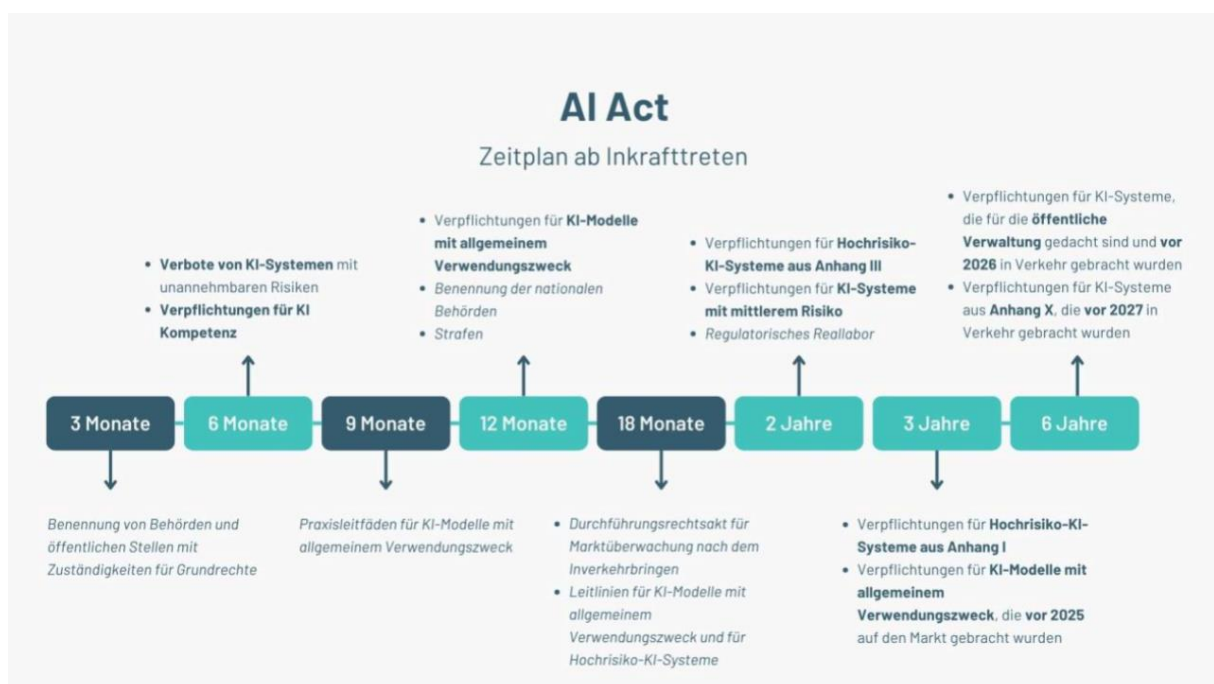 AI Act
Zeitplan ab Inkrafttreten
• Verbote von KI-Systemen mit
unannehmbaren Risiken
• Verpflichtungen für KI
Kompetenz
• Verpflichtungen für KI-Modelle
mit allgemeinem
Verwendungszweck
• Benennung der nationalen
Behörden
• Strafen
• Verpflichtungen für Hochrisiko-
KI-Systeme aus Anhang III
• Verpflichtungen für KI-Systeme
mit mittlerem Risiko
• Regulatorisches Reallabor
• Verpflichtungen für KI-Systeme,
die für die öffentliche
Verwaltung gedacht sind und vor
2026 in Verkehr gebracht wurden
• Verpflichtungen für KI-Systeme
aus Anhang X, die vor 2027 in
Verkehr gebracht wurden
3 Monate
6 Monate
9 Monate
12 Monate
18 Monate
2 Jahre
3 Jahre
6 Jahre
Benennung von Behörden und
öffentlichen Stellen mit
Zuständigkeiten für Grundrechte
Praxisleitfäden für KI-Modelle mit
allgemeinem Verwendungszweck
• Durchführungsrechtsakt für
Marktüberwachung nach dem
Inverkehrbringen
• Leitlinien für KI-Modelle mit
allgemeinem
Verwendungszweck und für
Hochrisiko-KI-Systeme
• Verpflichtungen für Hochrisiko-KI-
Systeme aus Anhang I
• Verpflichtungen für KI-Modelle mit
allgemeinem
Verwendungszweck, die vor 2025
auf den Markt gebracht wurden